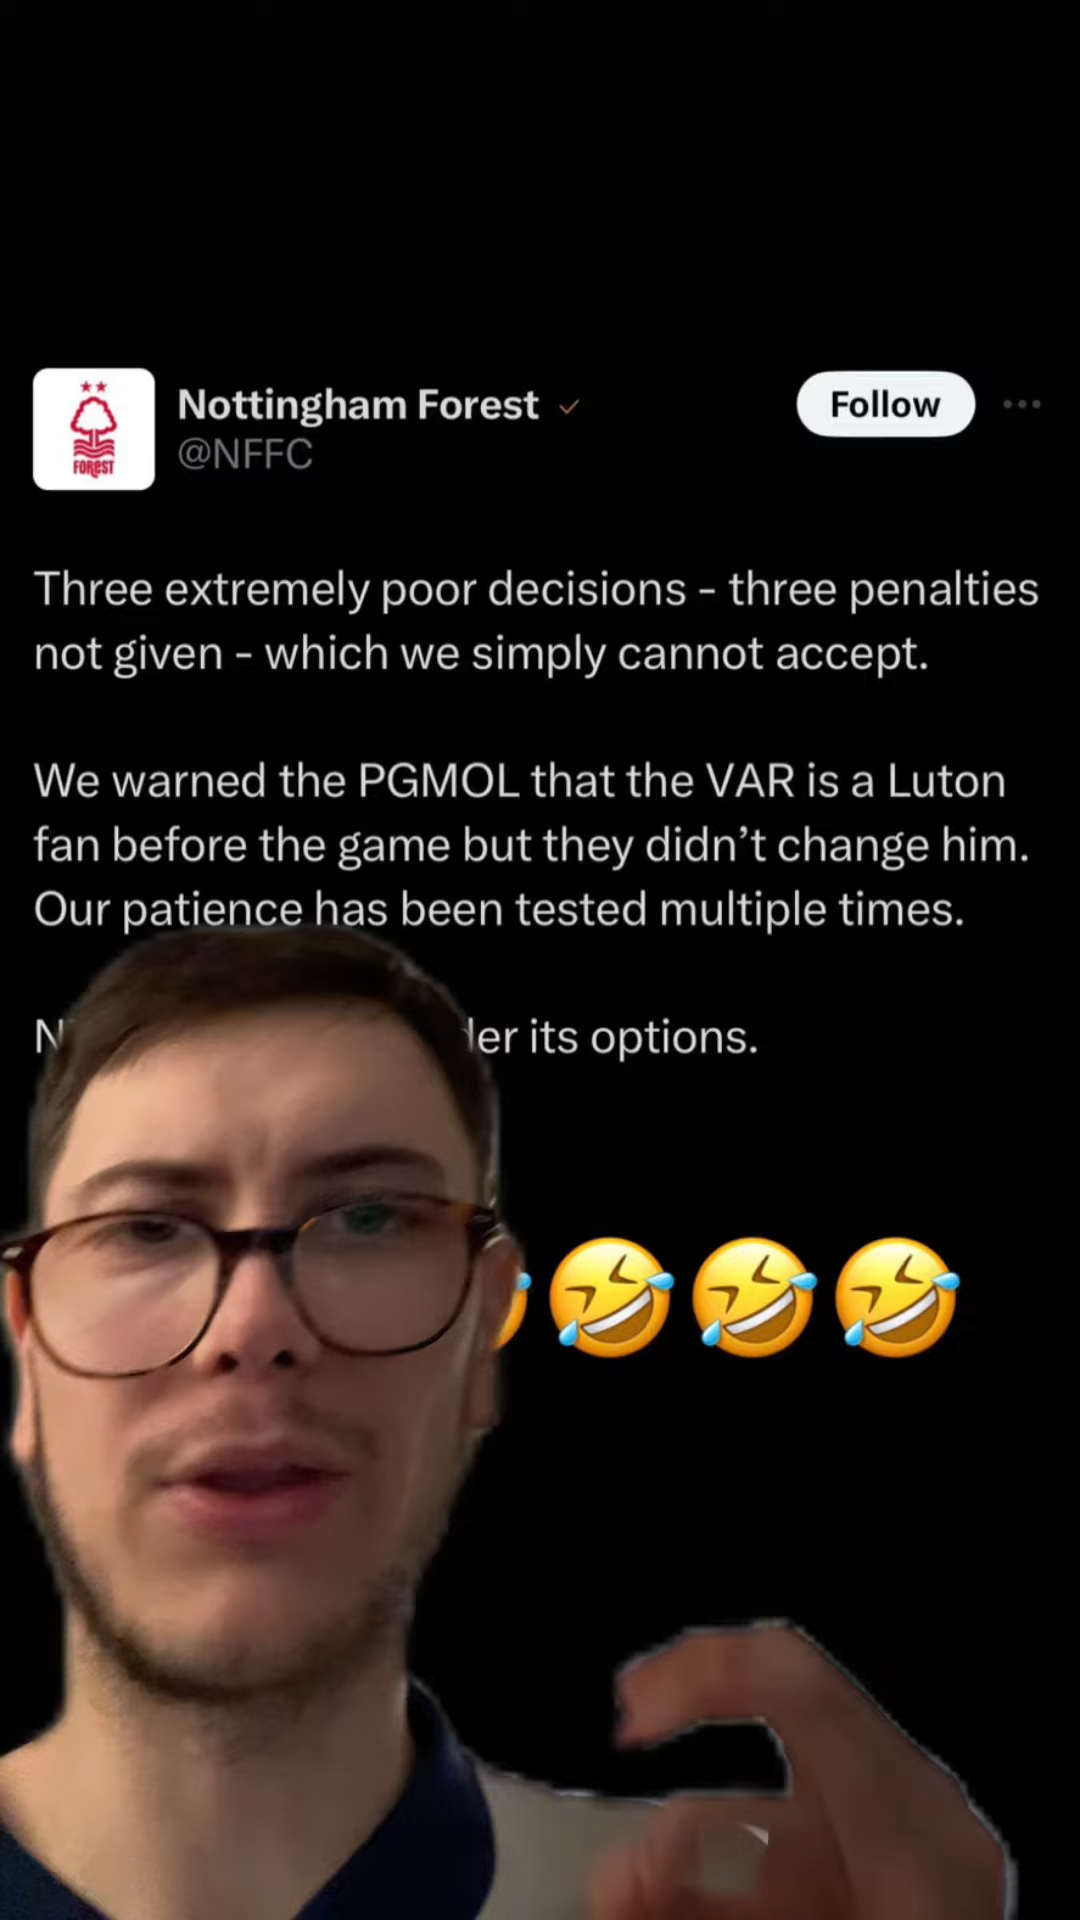 FOREST
Nottingham Forest
@NFFC
Follow
Three extremely poor decisions - three penalties
not given - which we simply cannot accept.
We warned the PGMOL that the VAR is a Luton
fan before the game but they didn’t change him.
Our patience has been tested multiple times.
its options.